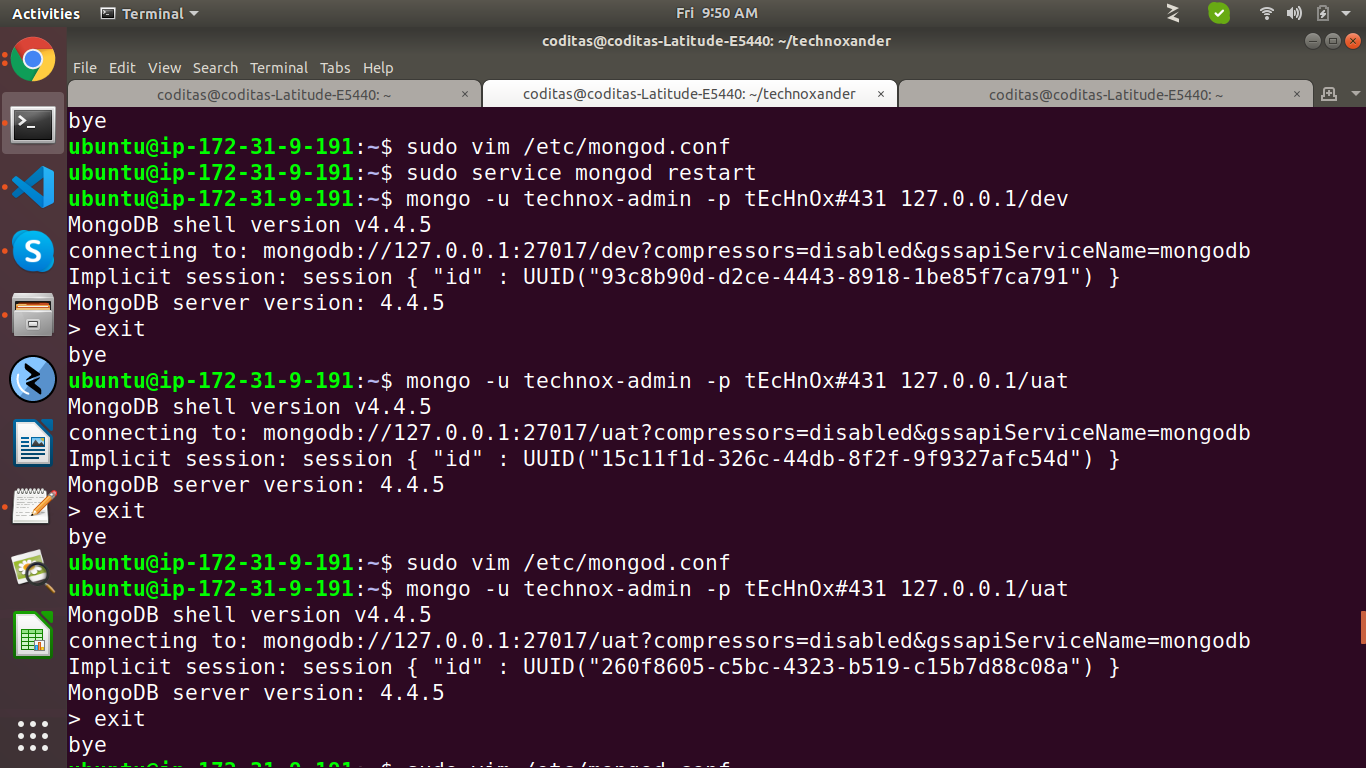 Activities Terminal Fri 9:50 AM
coditas@coditas-Latitude-E5440: ~/technoxander
File Edit View Search Terminal Tabs Help
coditas@coditas-Latitude-E5440: ~ × coditas@coditas-Latitude-E5440: ~/technoxander × coditas@coditas-Latitude-E5440: ~ ×
bye
ubuntu@ip-172-31-9-191:~$ sudo vim /etc/mongod.conf
ubuntu@ip-172-31-9-191:~$ sudo service mongod restart
ubuntu@ip-172-31-9-191:~$ mongo -u technox-admin -p tEcHnOx#431 127.0.0.1/dev
MongoDB shell version v4.4.5
connecting to: mongodb://127.0.0.1:27017/dev?compressors=disabled&gssapiServiceName=mongodb
Implicit session: session { "id" : UUID("93c8b90d-d2ce-4443-8918-1be85f7ca791") }
MongoDB server version: 4.4.5
> exit
bye
ubuntu@ip-172-31-9-191:~$ mongo -u technox-admin -p tEcHnOx#431 127.0.0.1/uat
MongoDB shell version v4.4.5
connecting to: mongodb://127.0.0.1:27017/uat?compressors=disabled&gssapiServiceName=mongodb
Implicit session: session { "id" : UUID("15c11f1d-326c-44db-8f2f-9f9327afc54d") }
MongoDB server version: 4.4.5
> exit
bye
ubuntu@ip-172-31-9-191:~$ sudo vim /etc/mongod.conf
ubuntu@ip-172-31-9-191:~$ mongo -u technox-admin -p tEcHnOx#431 127.0.0.1/uat
MongoDB shell version v4.4.5
connecting to: mongodb://127.0.0.1:27017/uat?compressors=disabled&gssapiServiceName=mongodb
Implicit session: session { "id" : UUID("260f8605-c5bc-4323-b519-c15b7d88c08a") }
MongoDB server version: 4.4.5
> exit
bye
ubuntu@ip-172-31-9-191:~$ sudo vim /etc/mongod.conf